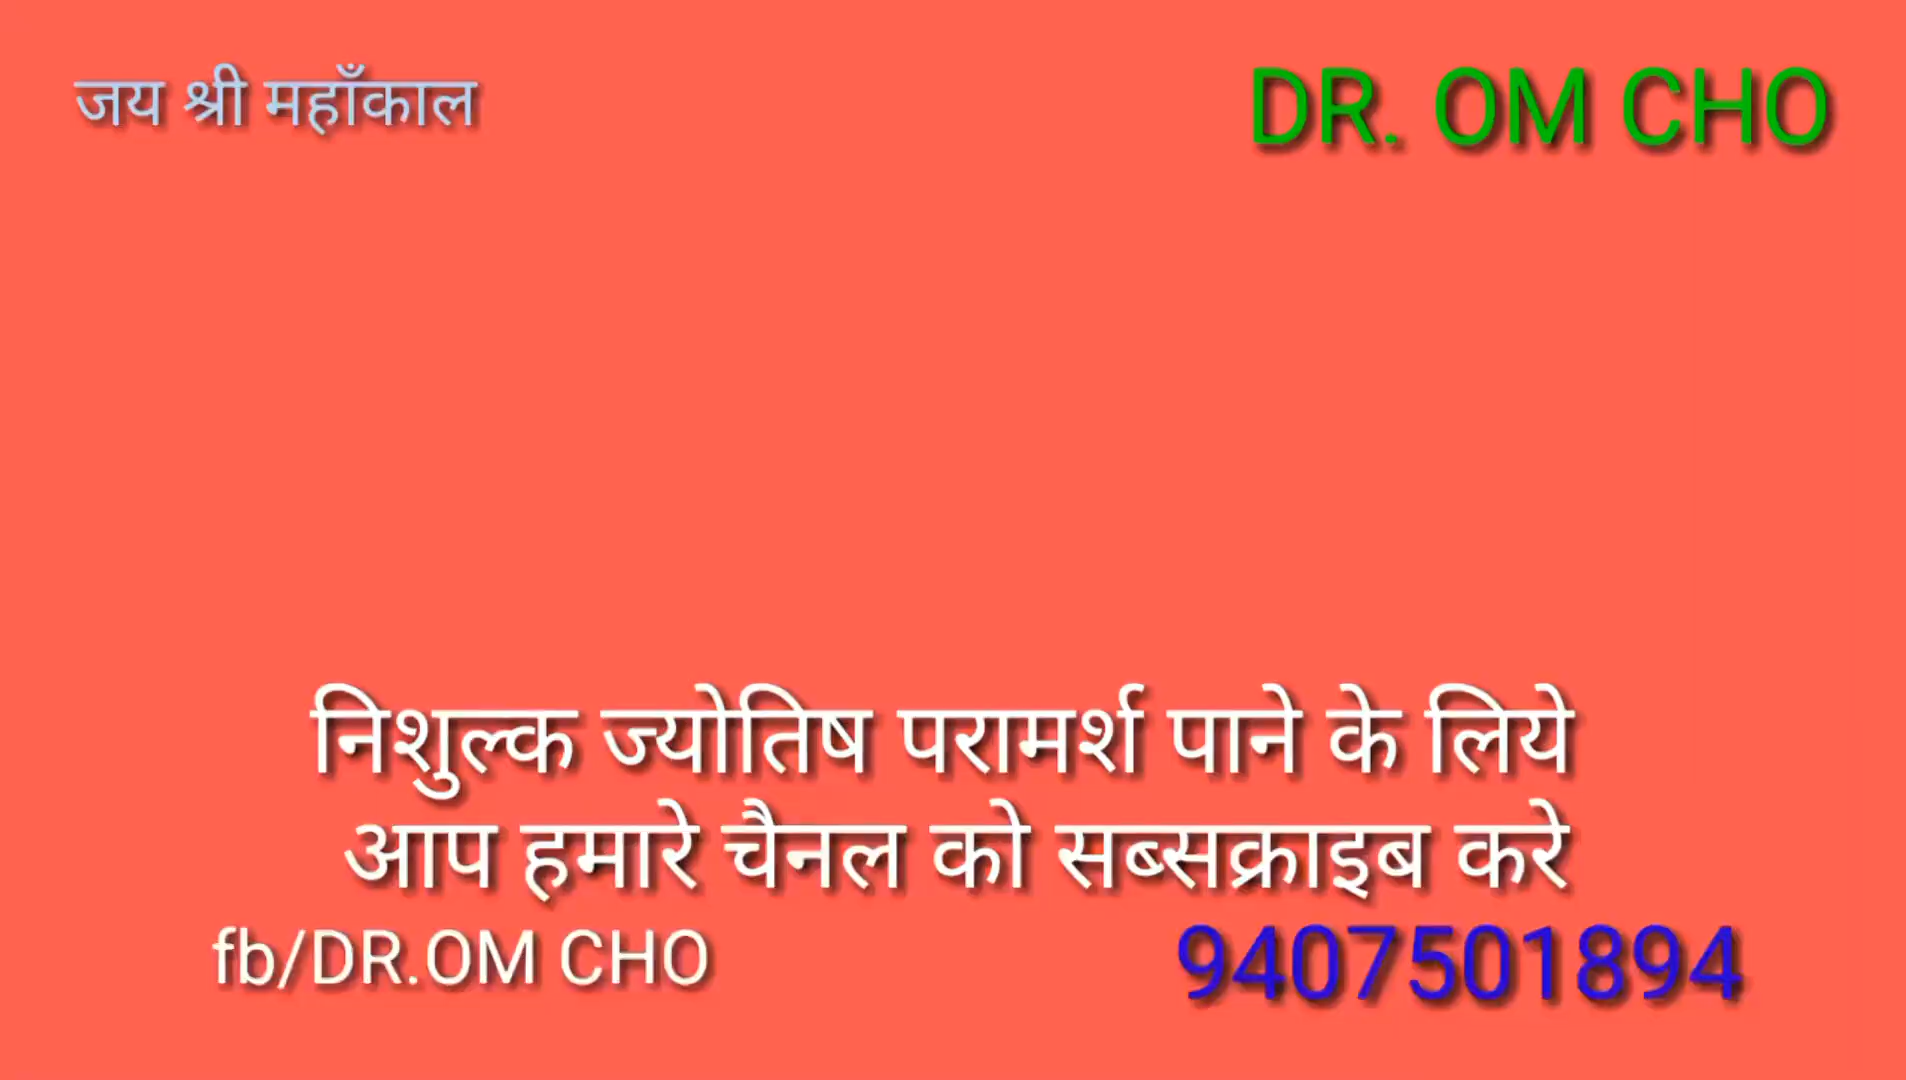 जय श्री महाँकाल
DR. OM CHO
निशुल्क ज्योतिष परामर्श पाने के लिये
आप हमारे चैनल को सब्सक्राइब करे
fb/DR.OM CHO
9407501894